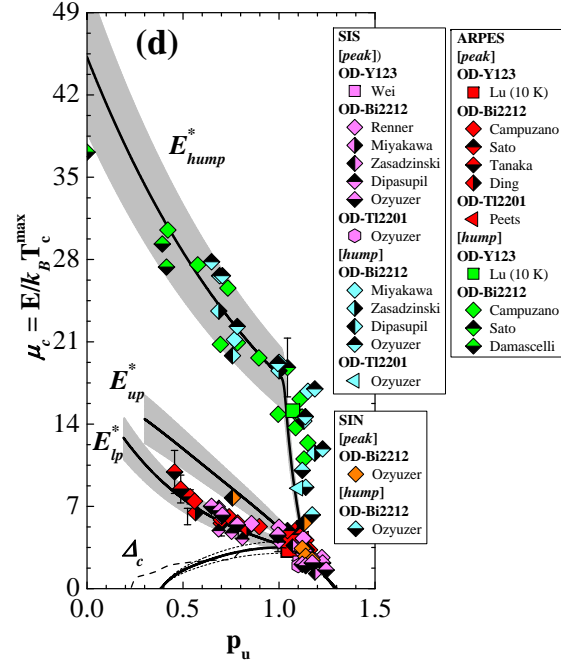 (d)
49
42
35
28
21
14
7
0
μc = E/kB Tc^max
0.0
0.5
1.0
1.5
pu
E*hump
E*up
E*lp
Δc
SIS
[peak])
OD-Y123
Wei
OD-Bi2212
Renner
Miyakawa
Zasadzinski
Dipasupil
Ozyuzer
OD-Tl2201
Ozyuzer
[hump]
OD-Bi2212
Miyakawa
Zasadzinski
Dipasupil
Ozyuzer
OD-Tl2201
Ozyuzer
SIN
[peak]
OD-Bi2212
Ozyuzer
[hump]
OD-Bi2212
Ozyuzer
ARPES
[peak]
OD-Y123
Lu (10 K)
OD-Bi2212
Campuzano
Sato
Tanaka
Ding
OD-Tl2201
Peets
[hump]
OD-Y123
Lu (10 K)
OD-Bi2212
Campuzano
Sato
Damascelli